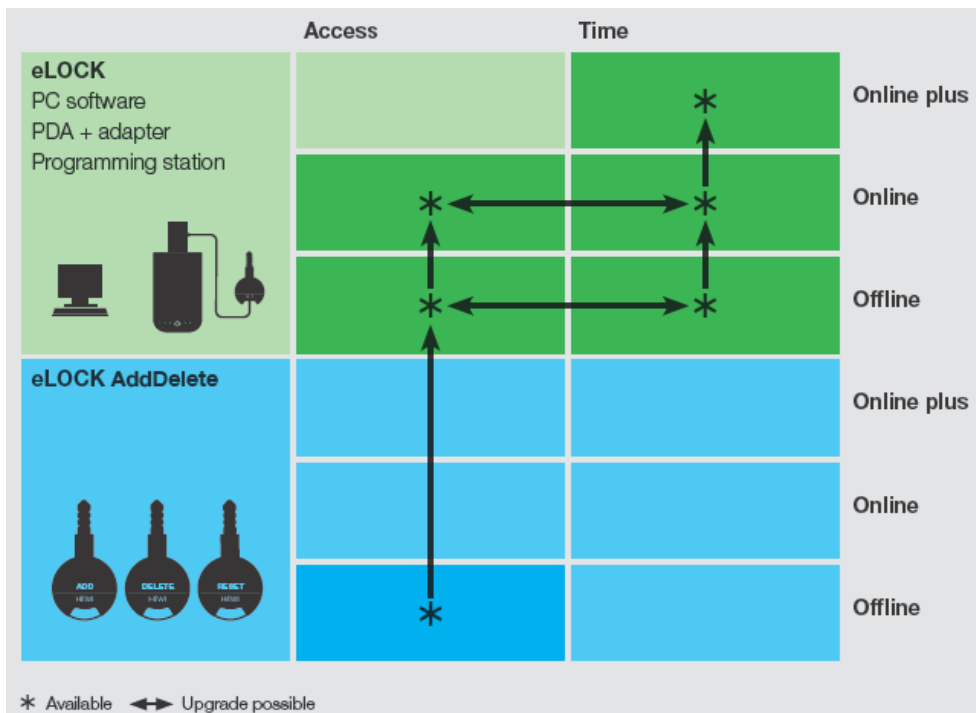 Access Time
eLOCK
PC software
PDA + adapter
Programming station
Online plus
Online
Offline
eLOCK AddDelete
Online plus
Online
Offline
ADD
DELETE
RESET
* Available ↔ Upgrade possible